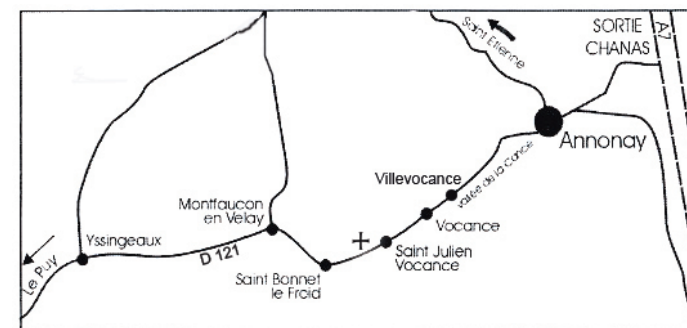 SORTIE
CHANAS
A7
Saint Etienne
Annonay
Vallée de la Cance
Villevocance
Vocance
Montfaucon
en Velay
Saint Julien
Vocance
Yssingeaux
D 121
Saint Bonnet
le Froid
Le Puy